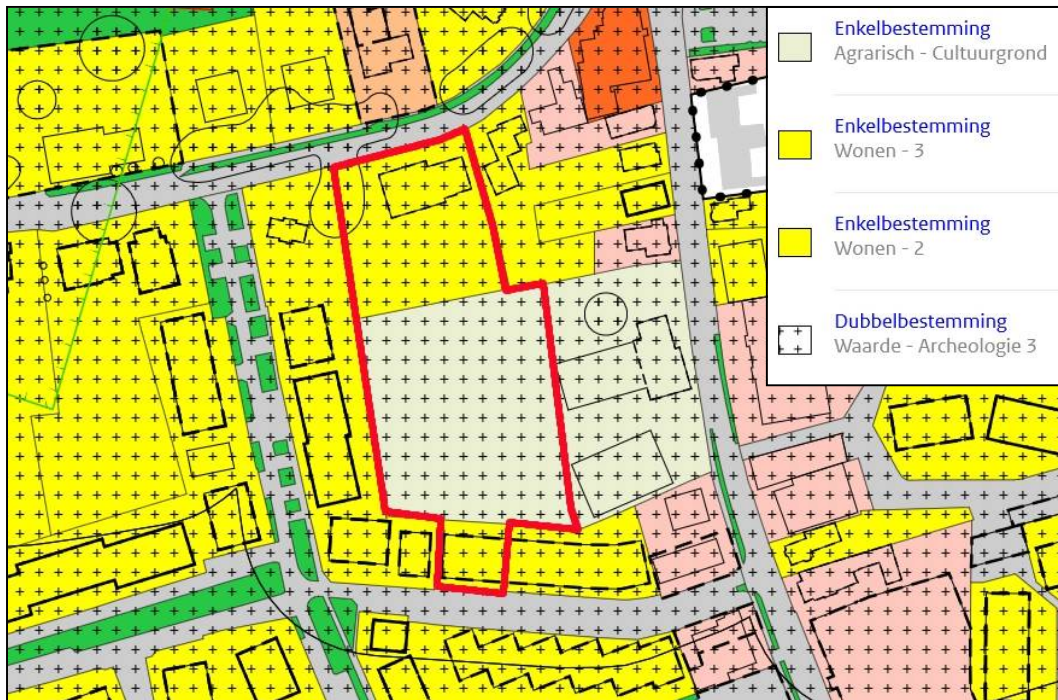 Enkelbestemming
Agrarisch - Cultuurgrond
Enkelbestemming
Wonen - 3
Enkelbestemming
Wonen - 2
Dubbelbestemming
Waarde - Archeologie 3